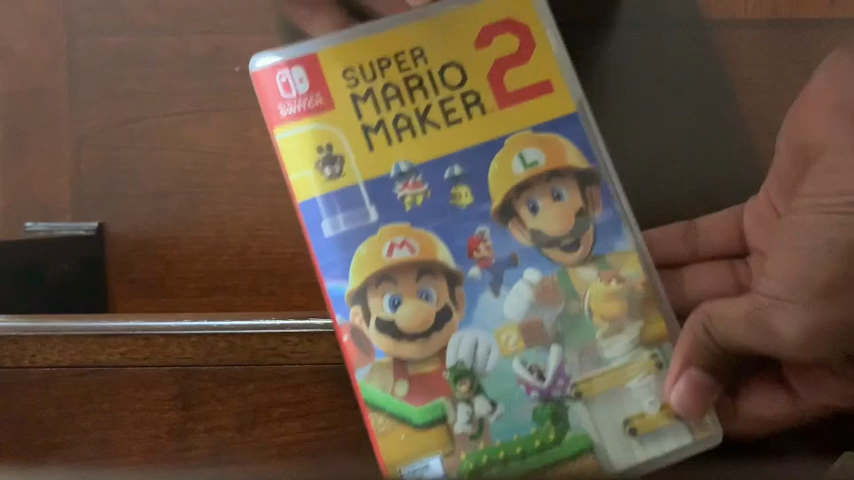 SWITCH
SUPER
MARIO
MAKER 2
L
M